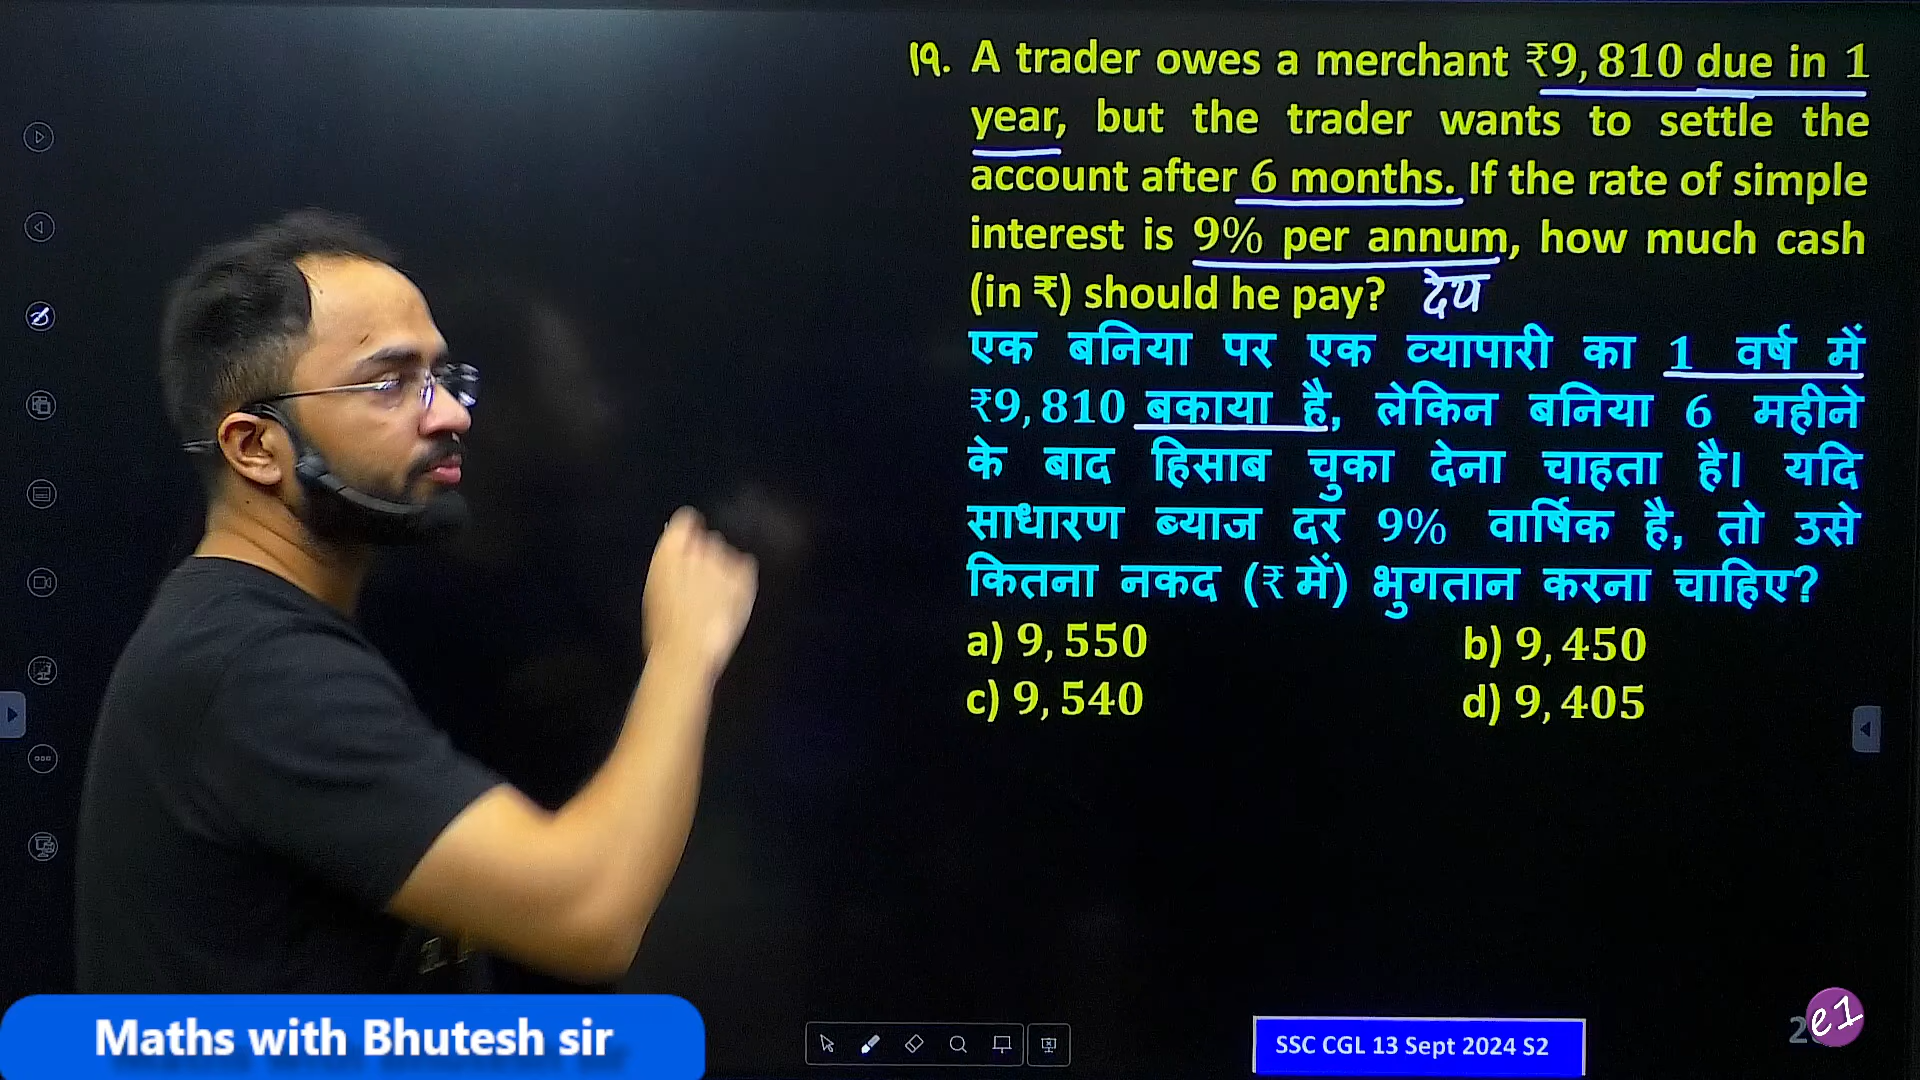 19. A trader owes a merchant ₹9,810 due in 1
year, but the trader wants to settle the
account after 6 months. If the rate of simple
interest is 9% per annum, how much cash
(in ₹) should he pay? देय
एक बनिया पर एक व्यापारी का 1 वर्ष में
₹9,810 बकाया है, लेकिन बनिया 6 महीने
के बाद हिसाब चुका देना चाहता है। यदि
साधारण ब्याज दर 9% वार्षिक है, तो उसे
कितना नकद (₹ में) भुगतान करना चाहिए?
a) 9,550 b) 9,450
c) 9,540 d) 9,405
Maths with Bhutesh sir
SSC CGL 13 Sept 2024 S2
e1